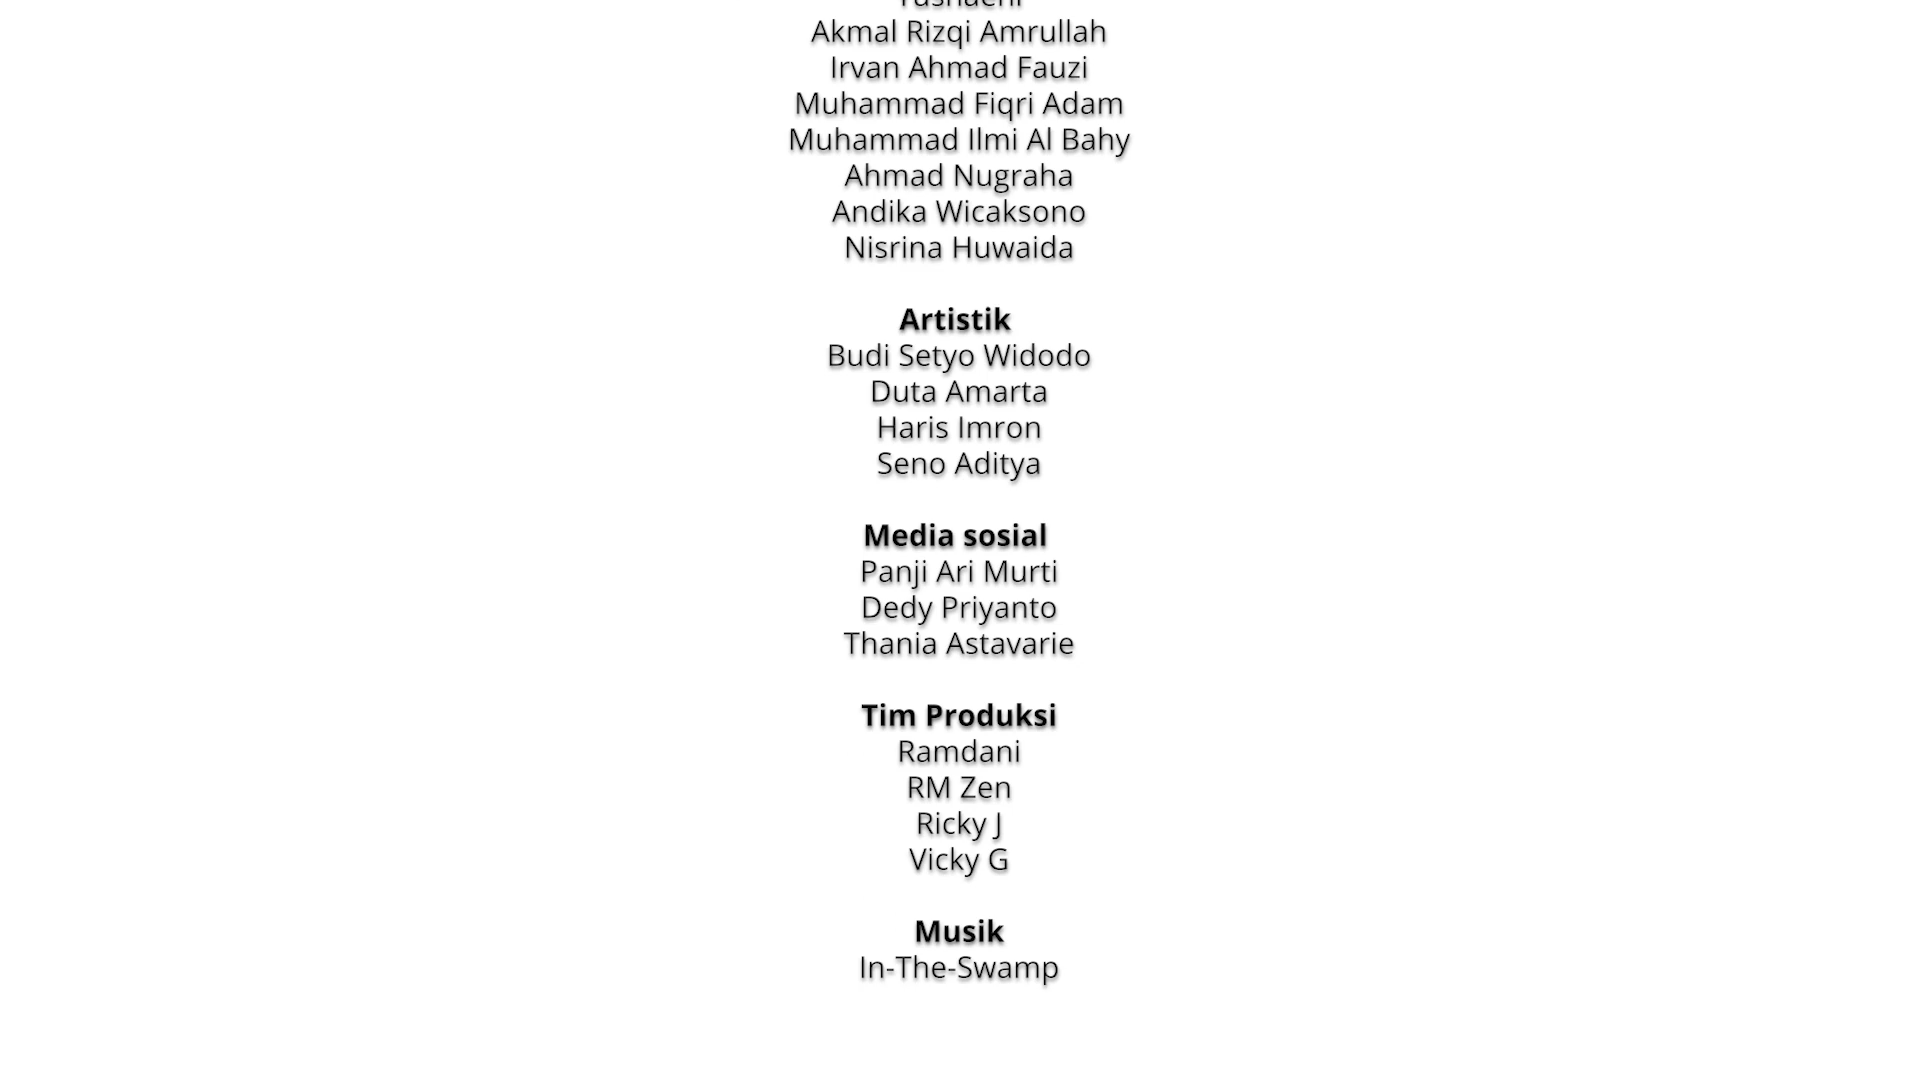 Akmal Rizqi Amrullah
Irvan Ahmad Fauzi
Muhammad Fiqri Adam
Muhammad Ilmi Al Bahy
Ahmad Nugraha
Andika Wicaksono
Nisrina Huwaida
Artistik
Budi Setyo Widodo
Duta Amarta
Haris Imron
Seno Aditya
Media sosial
Panji Ari Murti
Dedy Priyanto
Thania Astavarie
Tim Produksi
Ramdani
RM Zen
Ricky J
Vicky G
Musik
In-The-Swamp